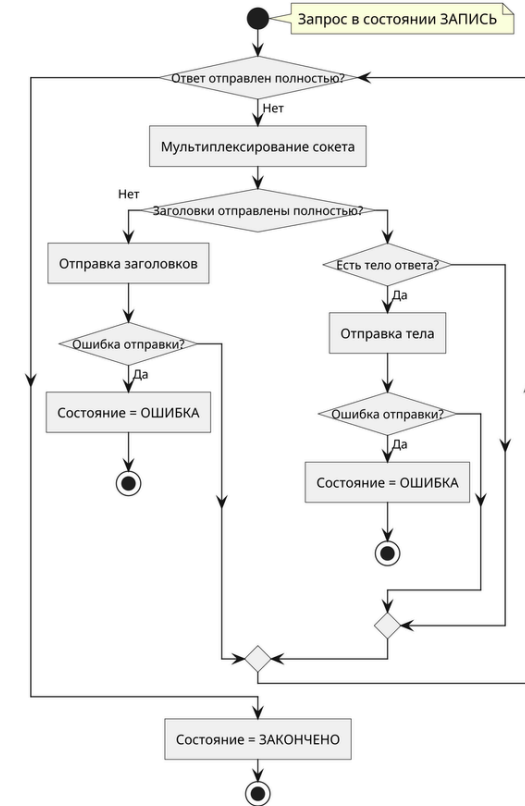 Запрос в состоянии ЗАПИСЬ
Ответ отправлен полностью?
Нет
Мультиплексирование сокета
Нет
Заголовки отправлены полностью?
Отправка заголовков
Есть тело ответа?
Да
Отправка тела
Ошибка отправки?
Да
Состояние = ОШИБКА
Ошибка отправки?
Да
Состояние = ОШИБКА
Состояние = ЗАКОНЧЕНО